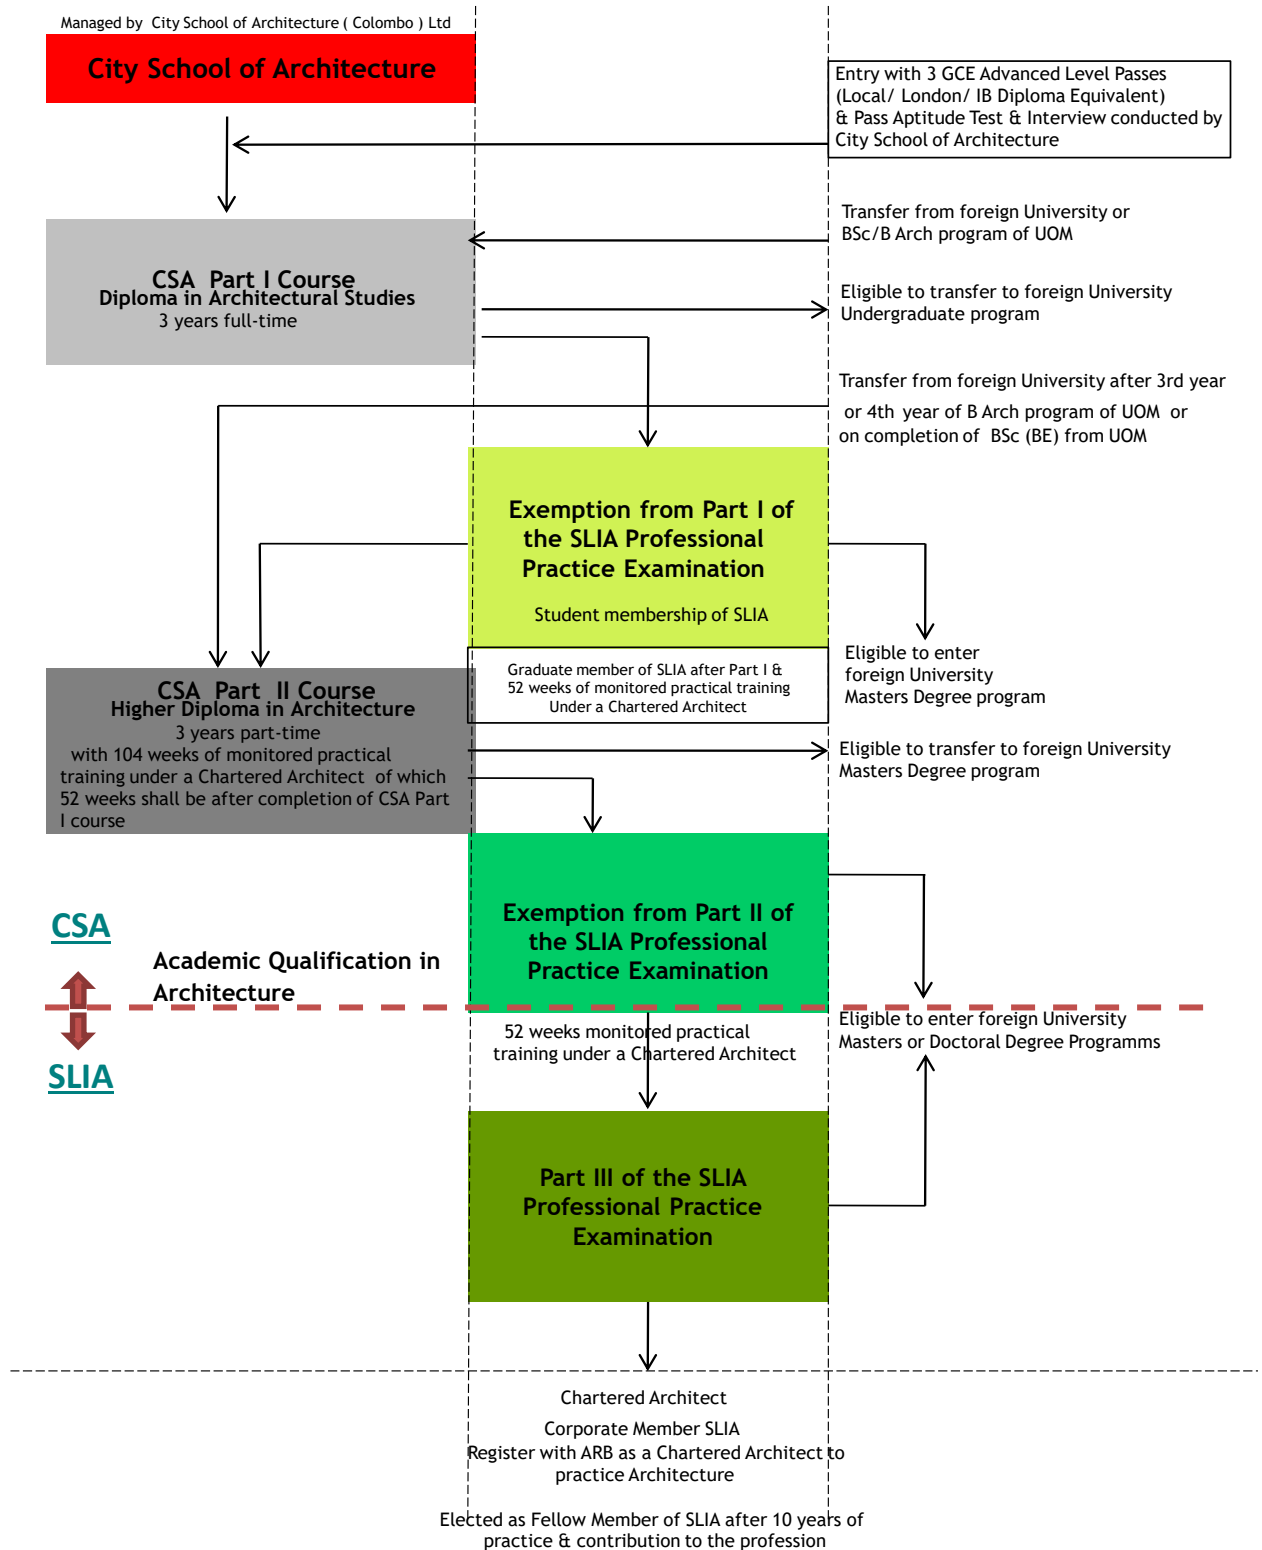 Managed by City School of Architecture ( Colombo ) Ltd
City School of Architecture
Entry with 3 GCE Advanced Level Passes
(Local/ London/ IB Diploma Equivalent)
& Pass Aptitude Test & Interview conducted by
City School of Architecture
Transfer from foreign University or
BSc/B Arch program of UOM
CSA Part I Course
Diploma in Architectural Studies
3 years full-time
Eligible to transfer to foreign University
Undergraduate program
Transfer from foreign University after 3rd year
or 4th year of B Arch program of UOM or
on completion of BSc (BE) from UOM
Exemption from Part I of
the SLIA Professional
Practice Examination
Student membership of SLIA
Eligible to enter
foreign University
Masters Degree program
Graduate member of SLIA after Part I &
52 weeks of monitored practical training
Under a Chartered Architect
CSA Part II Course
Higher Diploma in Architecture
3 years part-time
with 104 weeks of monitored practical
training under a Chartered Architect of which
52 weeks shall be after completion of CSA Part
I course
Eligible to transfer to foreign University
Masters Degree program
Exemption from Part II of
the SLIA Professional
Practice Examination
CSA
Academic Qualification in
Architecture
SLIA
52 weeks monitored practical
training under a Chartered Architect
Eligible to enter foreign University
Masters or Doctoral Degree Programms
Part III of the SLIA
Professional Practice
Examination
Chartered Architect
Corporate Member SLIA
Register with ARB as a Chartered Architect to
practice Architecture
Elected as Fellow Member of SLIA after 10 years of
practice & contribution to the profession